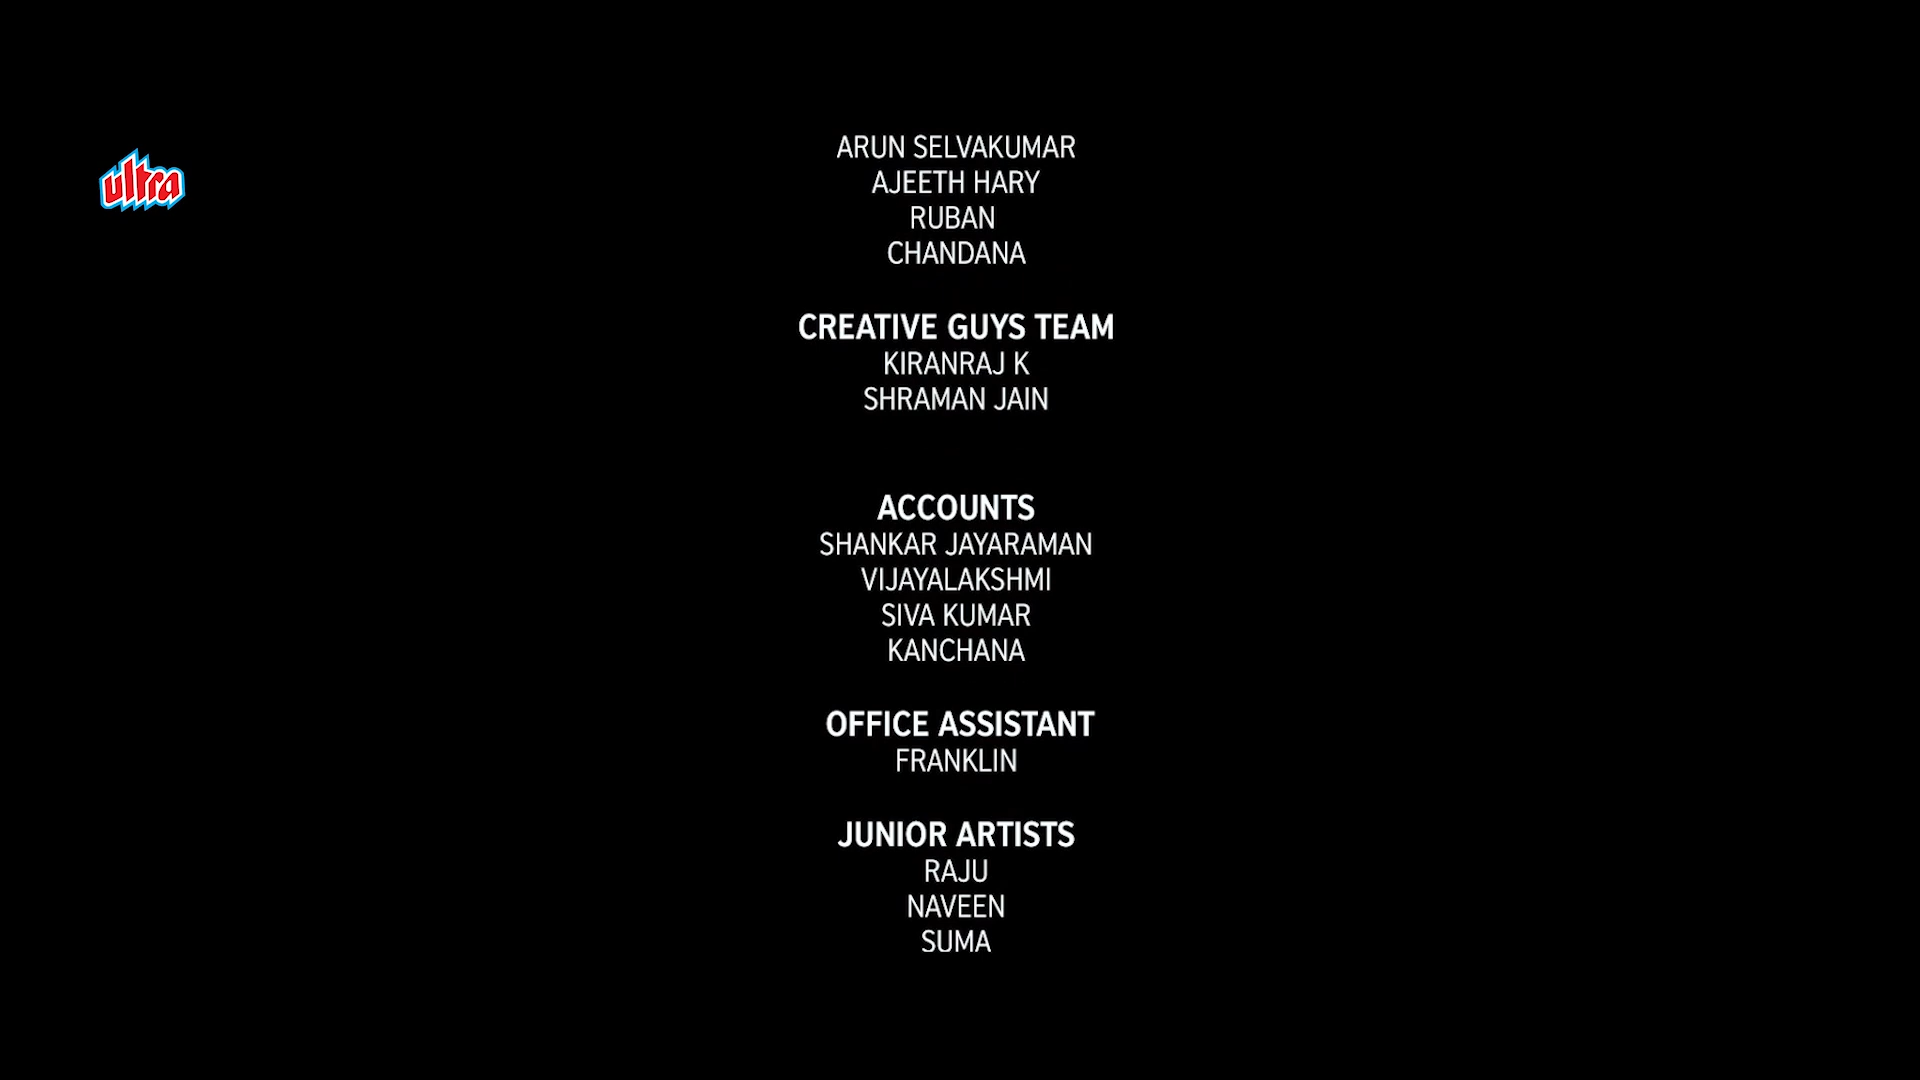 ultra
ARUN SELVAKUMAR
AJEETH HARY
RUBAN
CHANDANA
CREATIVE GUYS TEAM
KIRANRAJ K
SHRAMAN JAIN
ACCOUNTS
SHANKAR JAYARAMAN
VIJAYALAKSHMI
SIVA KUMAR
KANCHANA
OFFICE ASSISTANT
FRANKLIN
JUNIOR ARTISTS
RAJU
NAVEEN
SUMA